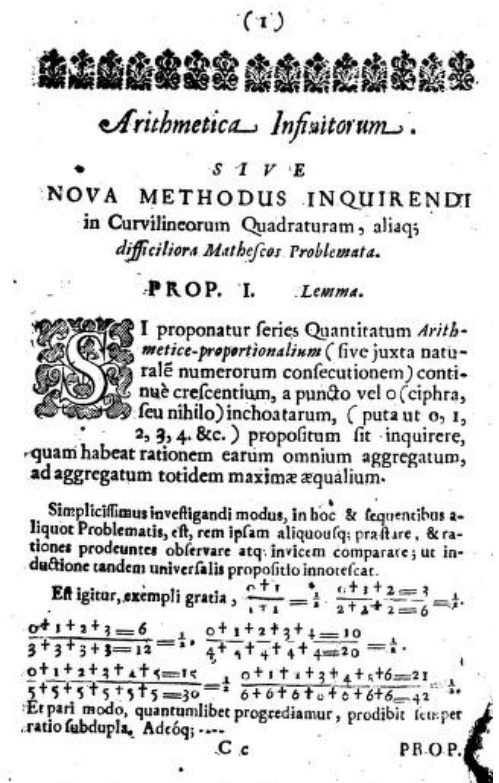 (1)
Arithmetica Infinitorum.
SIVE
NOVA METHODUS INQUIRENDI
in Curvilineorum Quadraturam, aliaq;
difficiliora Matheſeos Problemata.
PROP. I. Lemma.
SI proponatur ſeries Quantitatum Arith-
metice-proportionalium (ſive juxta natu-
ralē numerorum conſecutionem) conti-
nuè creſcentium, a puncto vel 0 (ciphra,
ſeu nihilo) inchoatarum, (puta ut 0, 1,
2, 3, 4. &c.) propoſitum ſit inquirere,
quam habeat rationem earum omnium aggregatum,
ad aggregatum totidem maximæ æqualium.
Simpliciſſimus inveſtigandi modus, in hoc & ſequentibus a-
liquot Problematis, eſt, rem ipſam aliquouſq; præſtare, & ra-
tiones prodeuntes obſervare atq; invicem comparare; ut in-
ductione tandem univerſalis propoſitio innoteſcat.
Eſt igitur, exempli gratia, 0+1/1+1=1/2. 0+1+2=3/2+2+2=6=1/2.
0+1+2+3=6/3+3+3+3=12=1/2. 0+1+2+3+4=10/4+4+4+4+4=20=1/2.
0+1+2+3+4+5=15/5+5+5+5+5+5=30=1/2 0+1+2+3+4+5+6=21/6+6+6+6+6+6+6=42=1/2.
Et pari modo, quantumlibet progrediamur, prodibit ſemper
ratio ſubdupla. Adeóq; ----
C c PROP.